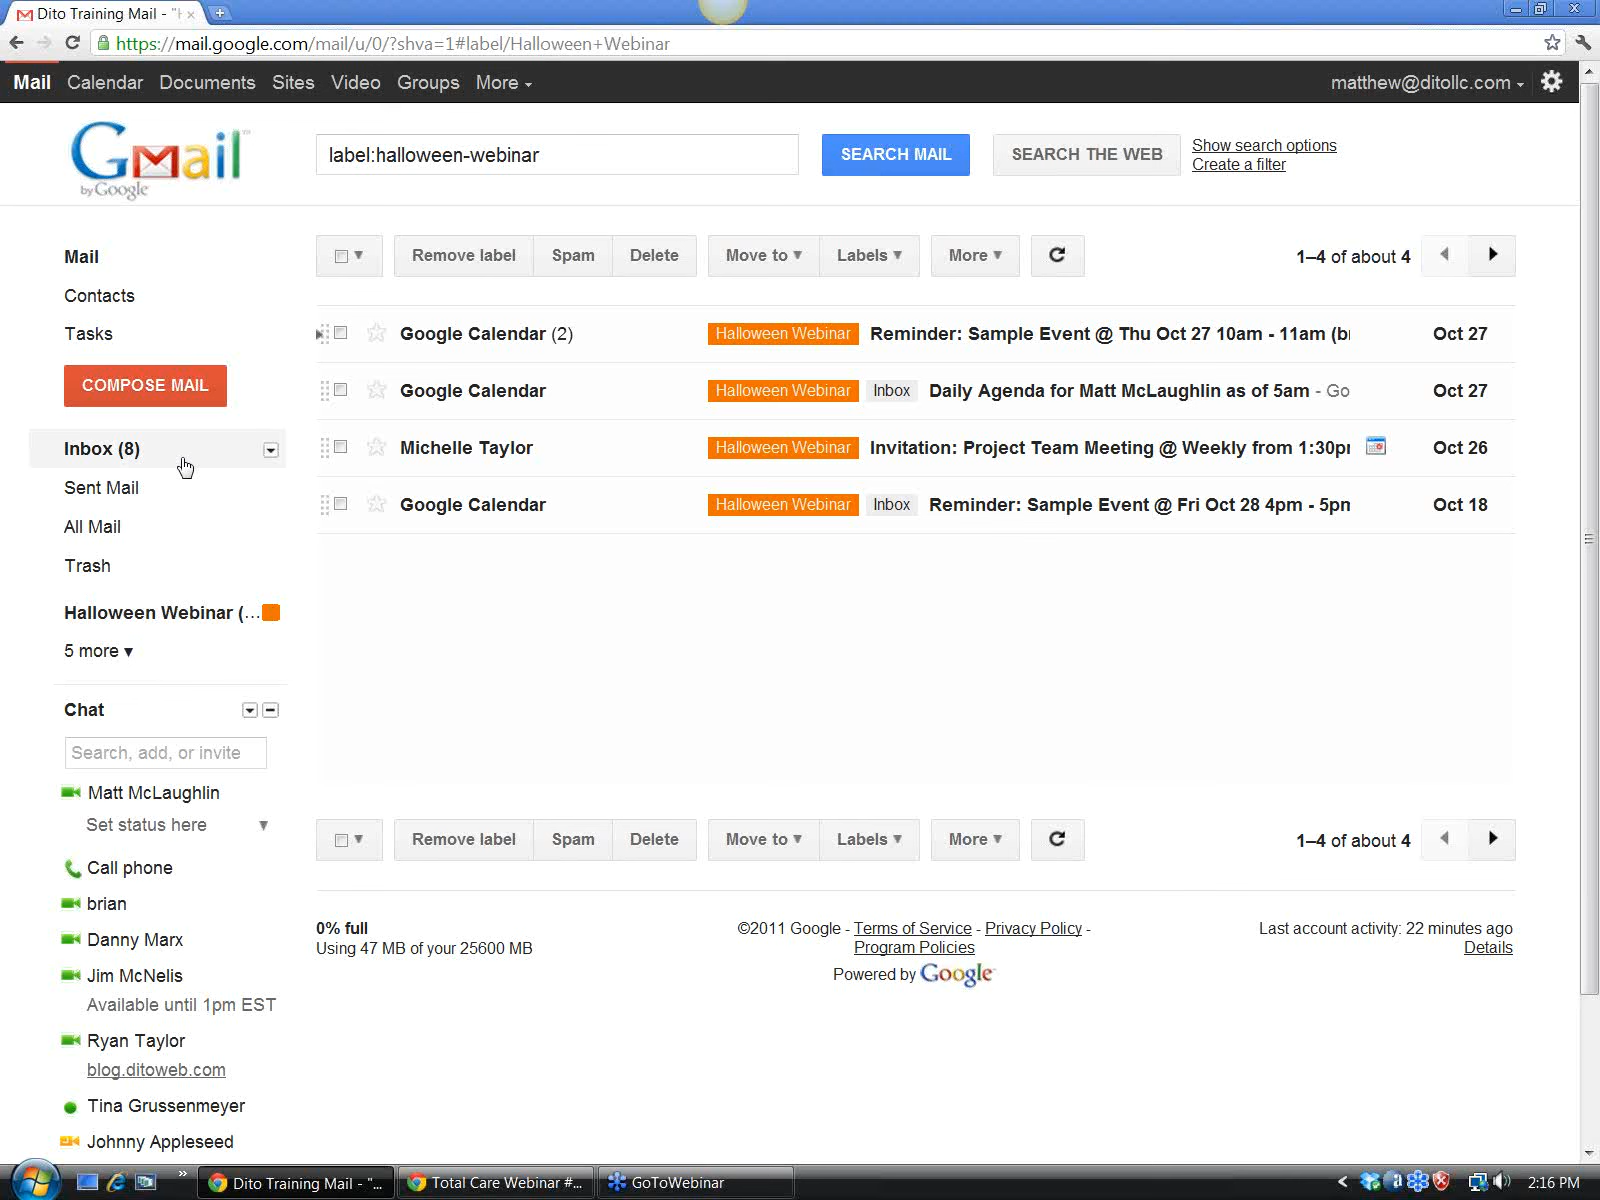 Dito Training Mail - "H
https://mail.google.com/mail/u/0/?shva=1#label/Halloween+Webinar
Mail Calendar Documents Sites Video Groups More
matthew@ditollc.com
Gmail
by Google
label:halloween-webinar
SEARCH MAIL
SEARCH THE WEB
Show search options
Create a filter
Mail
Contacts
Tasks
COMPOSE MAIL
Inbox (8)
Sent Mail
All Mail
Trash
Halloween Webinar (...
5 more
Chat
Search, add, or invite
Matt McLaughlin
Set status here
Call phone
brian
Danny Marx
Jim McNelis
Available until 1pm EST
Ryan Taylor
blog.ditoweb.com
Tina Grussenmeyer
Johnny Appleseed
Remove label Spam Delete Move to Labels More 1–4 of about 4
Google Calendar (2) Halloween Webinar Reminder: Sample Event @ Thu Oct 27 10am - 11am (br Oct 27
Google Calendar Halloween Webinar Inbox Daily Agenda for Matt McLaughlin as of 5am - Go Oct 27
Michelle Taylor Halloween Webinar Invitation: Project Team Meeting @ Weekly from 1:30pm Oct 26
Google Calendar Halloween Webinar Inbox Reminder: Sample Event @ Fri Oct 28 4pm - 5pm Oct 18
Remove label Spam Delete Move to Labels More 1–4 of about 4
0% full
Using 47 MB of your 25600 MB
©2011 Google - Terms of Service - Privacy Policy -
Program Policies
Powered by Google
Last account activity: 22 minutes ago
Details
Dito Training Mail - "...
Total Care Webinar #...
GoToWebinar
2:16 PM